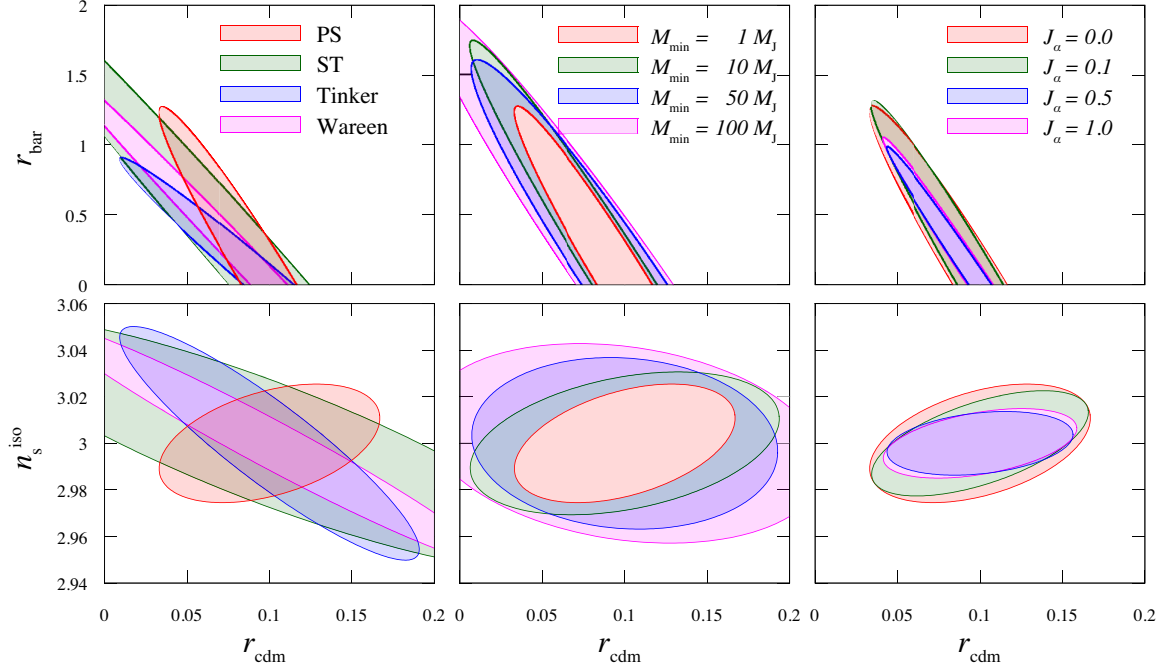 2
1.5
1
0.5
0
r_bar
PS
ST
Tinker
Wareen
M_min = 1 M_J
M_min = 10 M_J
M_min = 50 M_J
M_min = 100 M_J
J_α = 0.0
J_α = 0.1
J_α = 0.5
J_α = 1.0
3.06
3.04
3.02
3
2.98
2.96
2.94
n_s^iso
0 0.05 0.1 0.15 0.2
0 0.05 0.1 0.15 0.2
0.05 0.1 0.15 0.2
r_cdm
r_cdm
r_cdm